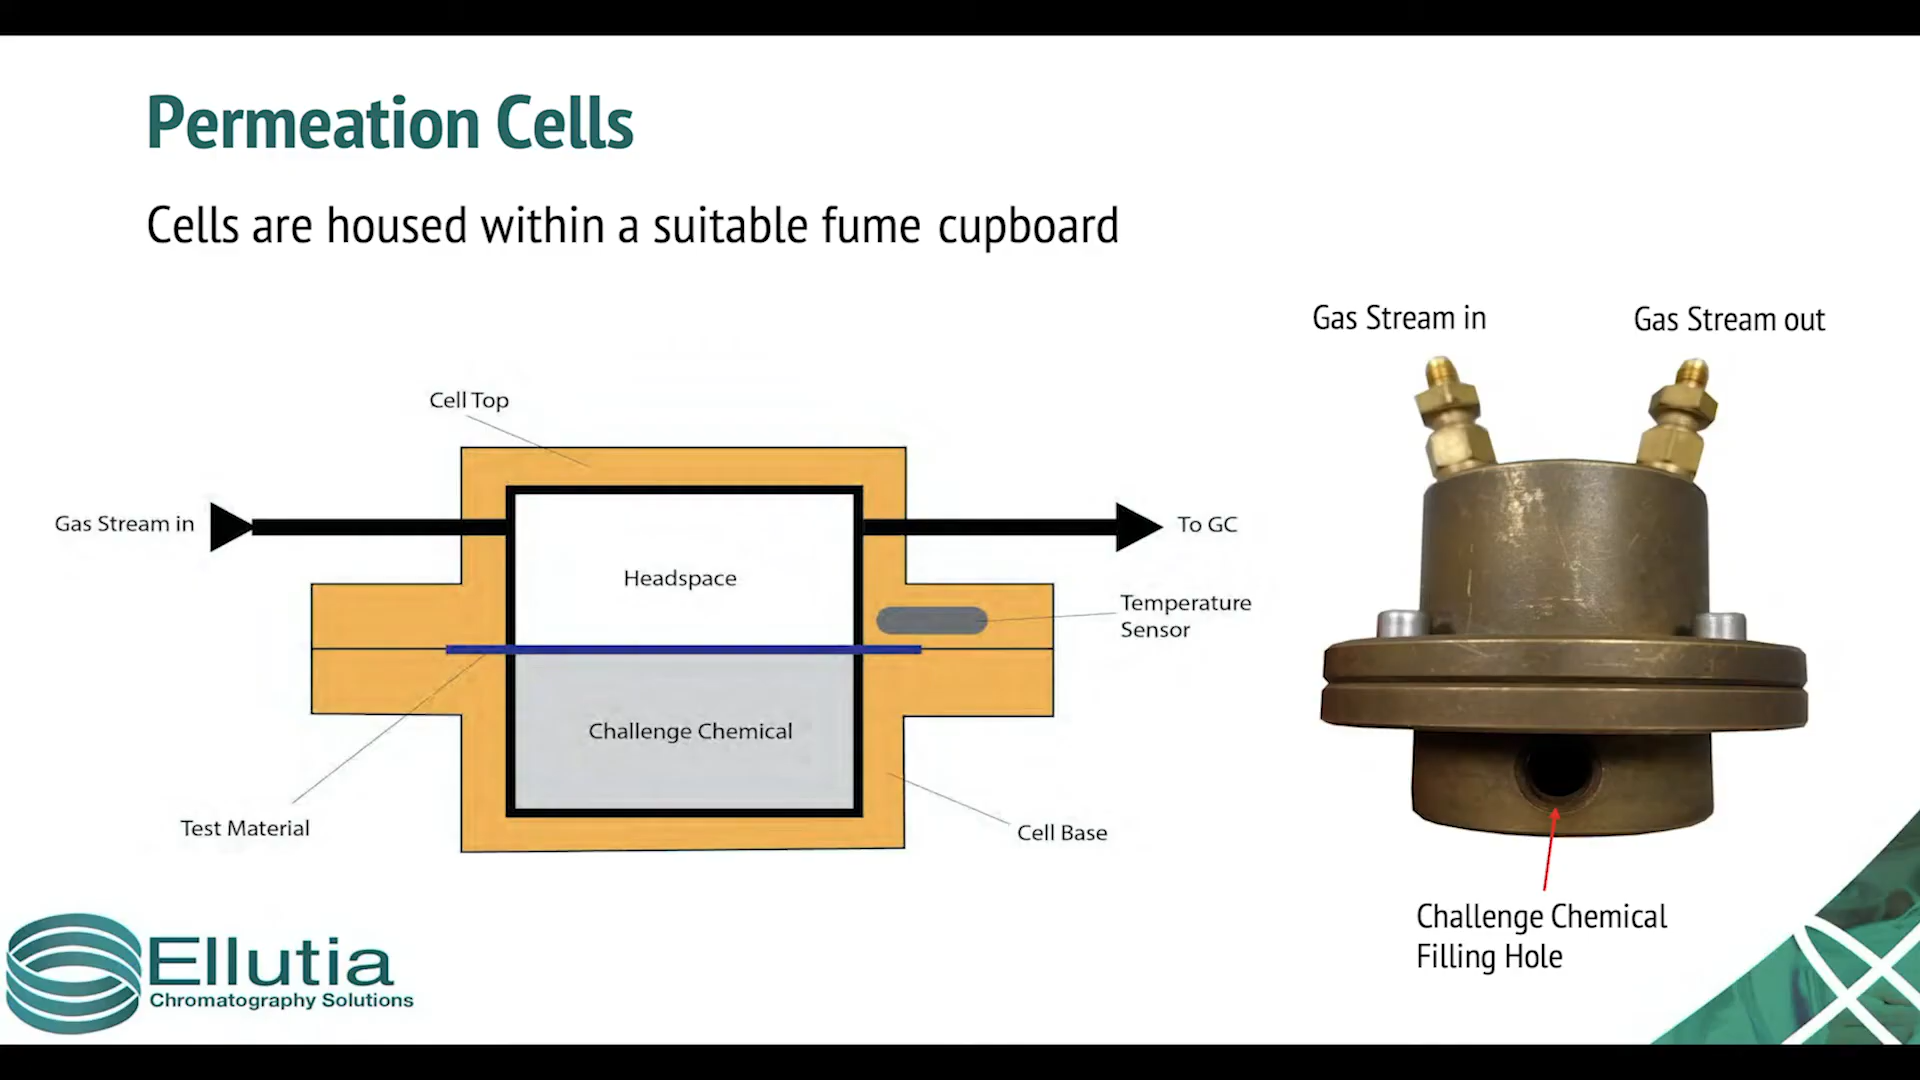 Permeation Cells
Cells are housed within a suitable fume cupboard
Gas Stream in
Gas Stream out
Cell Top
Gas Stream in
To GC
Headspace
Temperature
Sensor
Challenge Chemical
Test Material
Cell Base
Challenge Chemical
Filling Hole
Ellutia
Chromatography Solutions